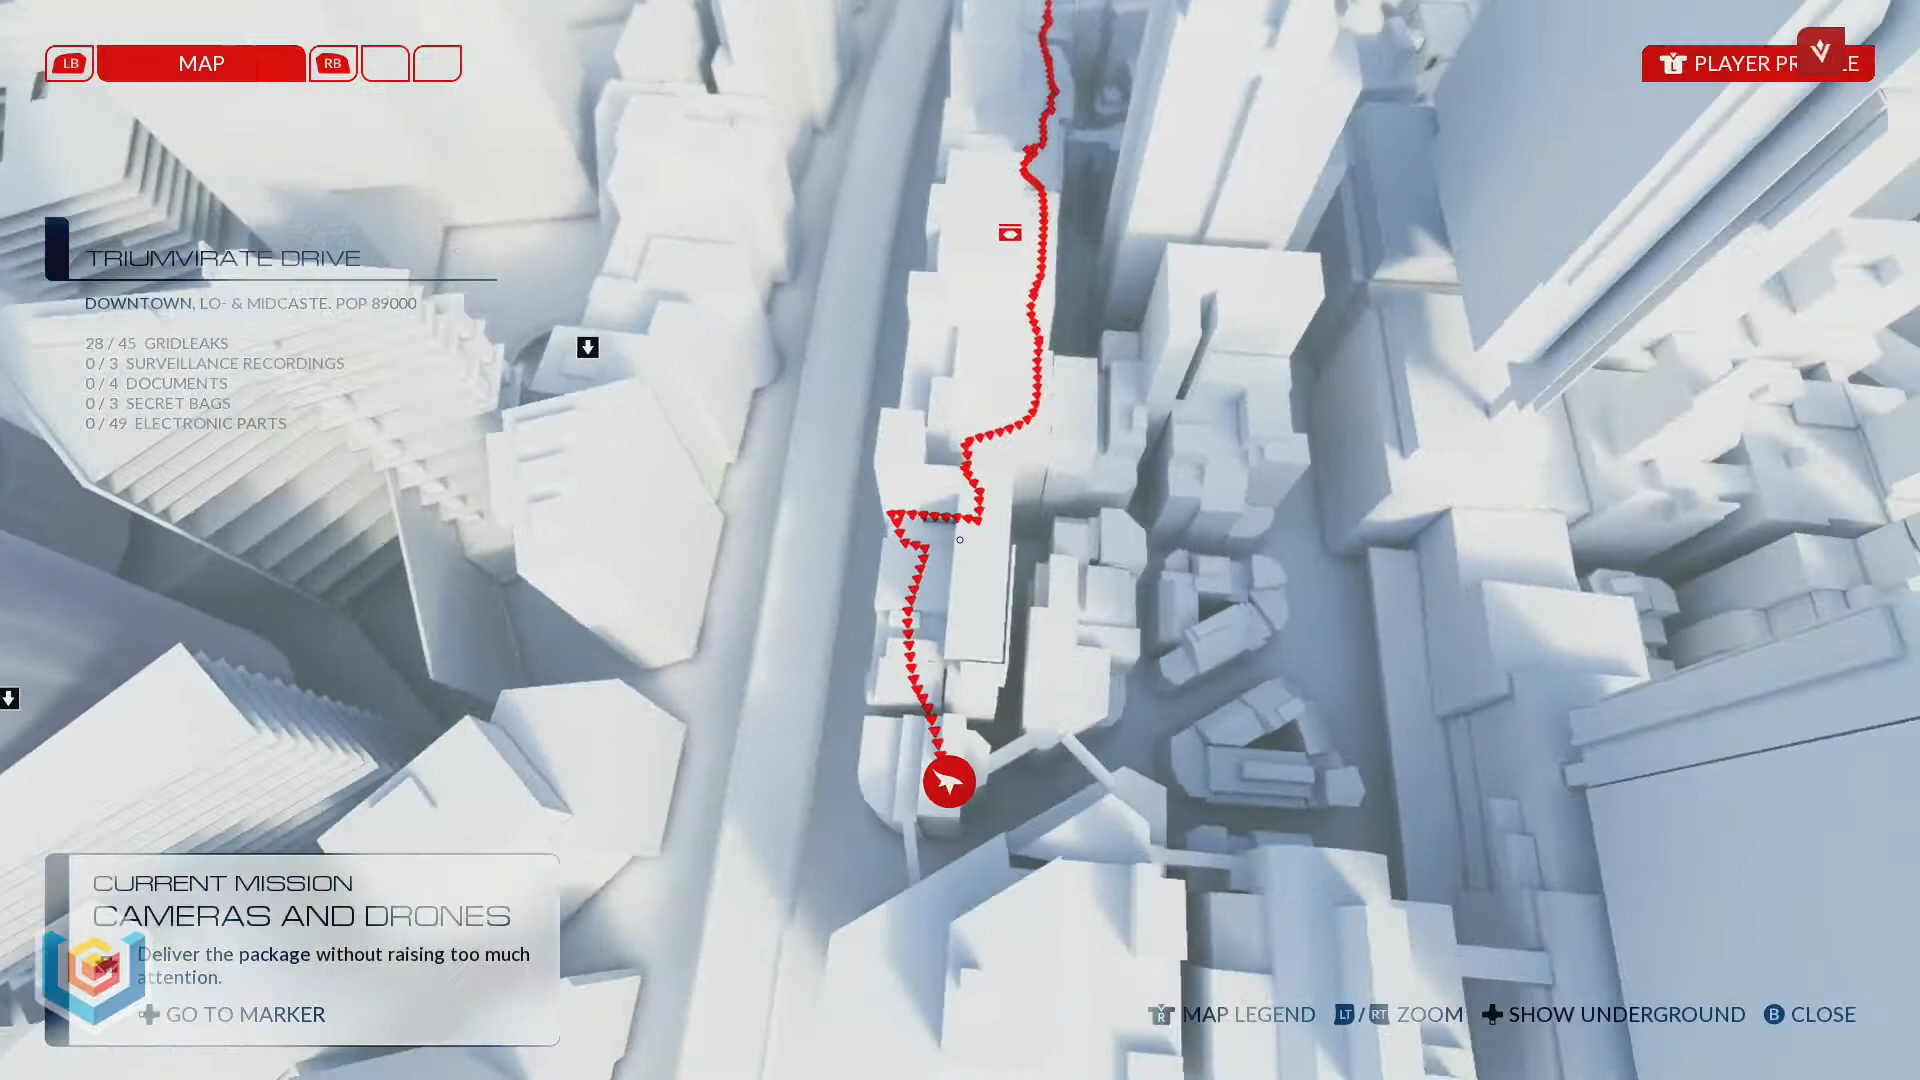 LB MAP RB
L PLAYER PR LE
TRIUMVIRATE DRIVE
DOWNTOWN, LO- & MIDCASTE. POP 89000
28 / 45 GRIDLEAKS
0 / 3 SURVEILLANCE RECORDINGS
0 / 4 DOCUMENTS
0 / 3 SECRET BAGS
0 / 49 ELECTRONIC PARTS
CURRENT MISSION
CAMERAS AND DRONES
Deliver the package without raising too much
attention.
GO TO MARKER
R MAP LEGEND LT / RT ZOOM SHOW UNDERGROUND B CLOSE